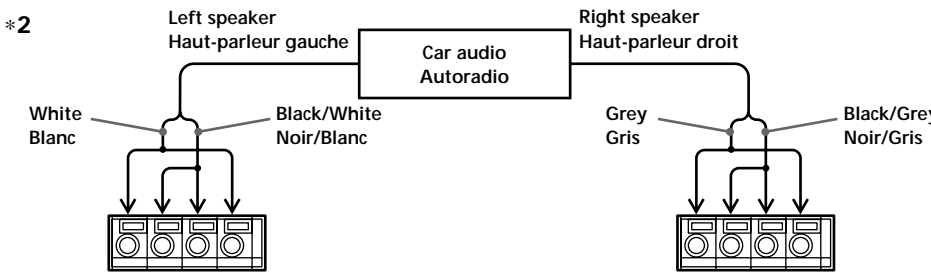 *2
Left speaker
Haut-parleur gauche
Car audio
Autoradio
Right speaker
Haut-parleur droit
White
Blanc
Black/White
Noir/Blanc
Grey
Gris
Black/Grey
Noir/Gris